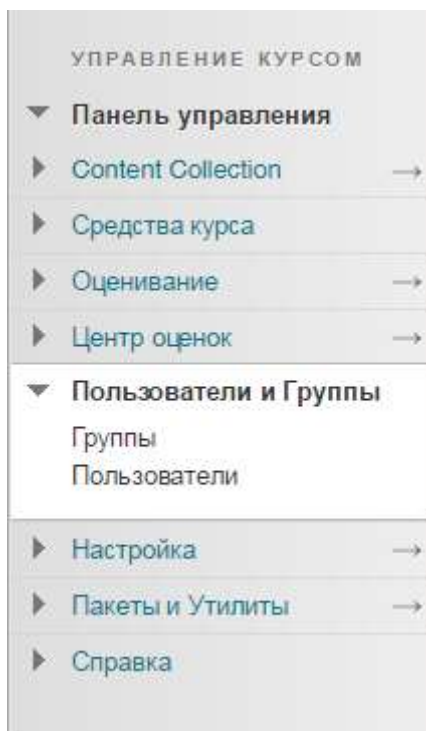 УПРАВЛЕНИЕ КУРСОМ
Панель управления
Content Collection
Средства курса
Оценивание
Центр оценок
Пользователи и Группы
Группы
Пользователи
Настройка
Пакеты и Утилиты
Справка